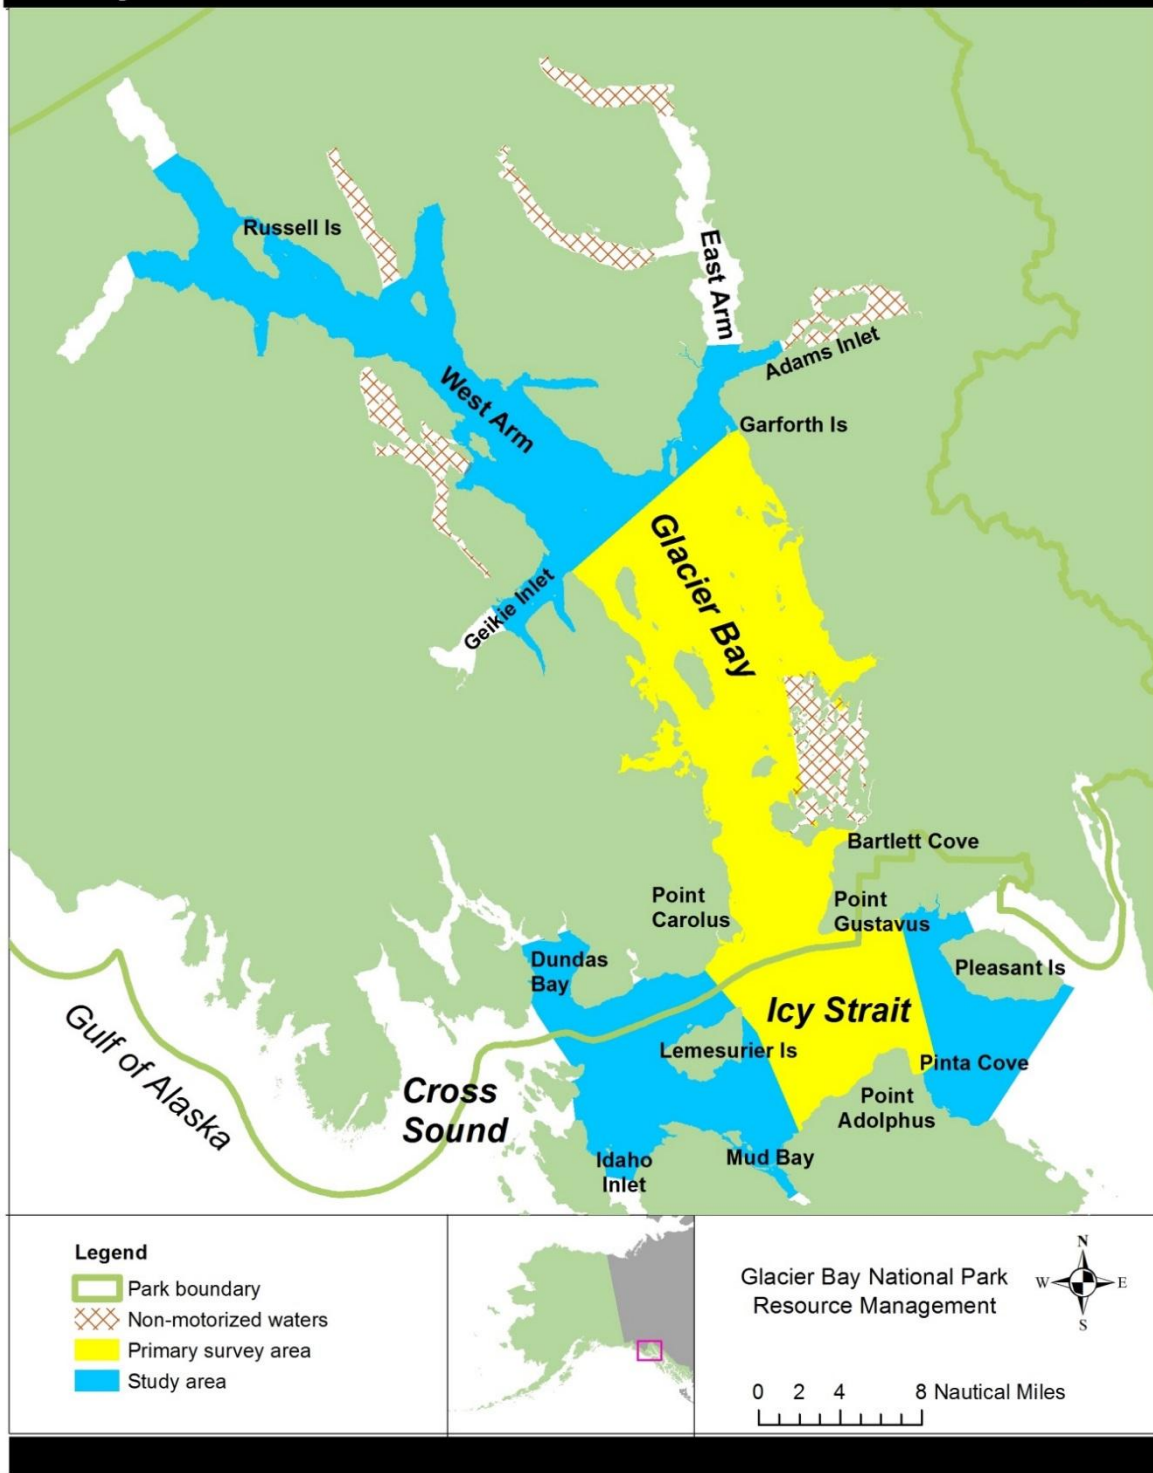 Russell Is
East Arm
Adams Inlet
West Arm
Garforth Is
Glacier Bay
Geikie Inlet
Bartlett Cove
Point
Carolus
Point
Gustavus
Dundas
Bay
Pleasant Is
Icy Strait
Gulf of Alaska
Lemesurier Is
Pinta Cove
Cross
Sound
Point
Adolphus
Idaho
Inlet
Mud Bay
Legend
Park boundary
Non-motorized waters
Primary survey area
Study area
Glacier Bay National Park
Resource Management
N
W E
S
0 2 4 8 Nautical Miles